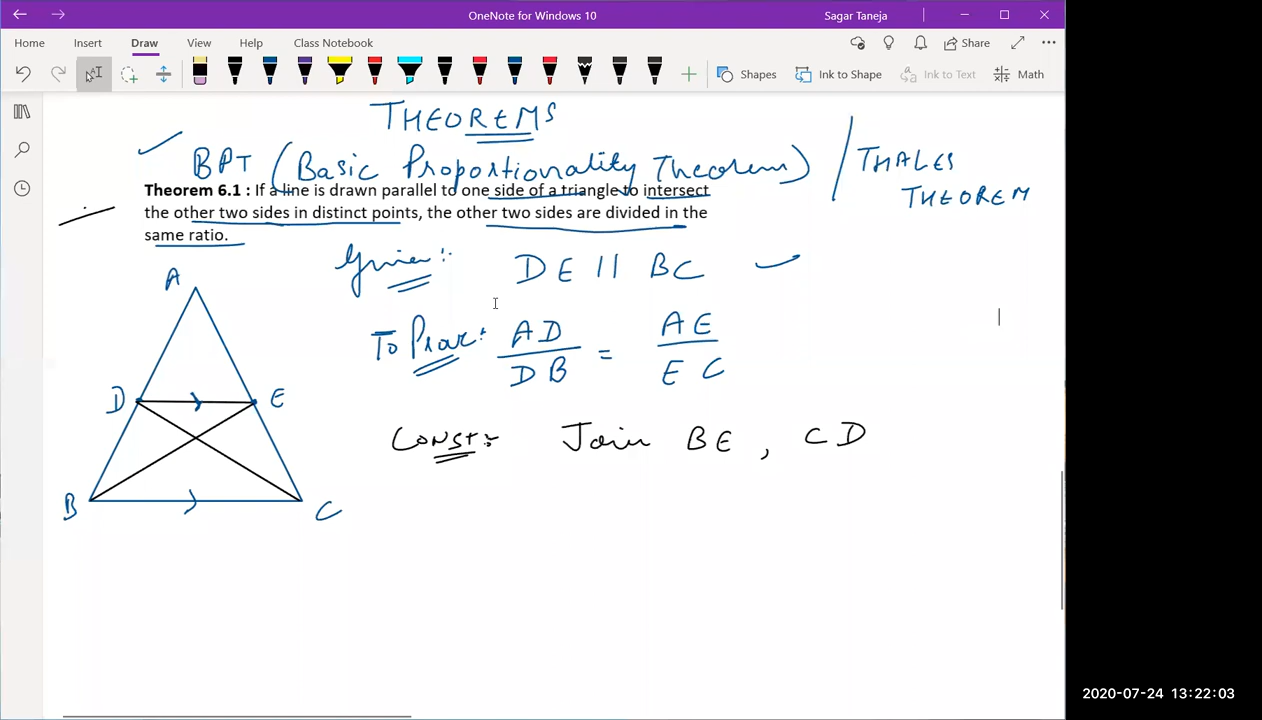 OneNote for Windows 10
Sagar Taneja
Home Insert Draw View Help Class Notebook
Share
Shapes
Ink to Shape
Ink to Text
Math
THEOREMS
BPT (Basic Proportionality Theorem) / THALES
THEOREM
Theorem 6.1 : If a line is drawn parallel to one side of a triangle to intersect
the other two sides in distinct points, the other two sides are divided in the
same ratio.
Given :- DE || BC
To Prove : AD/DB = AE/EC
Const :- Join BE , CD
A
D E
B C
2020-07-24 13:22:03